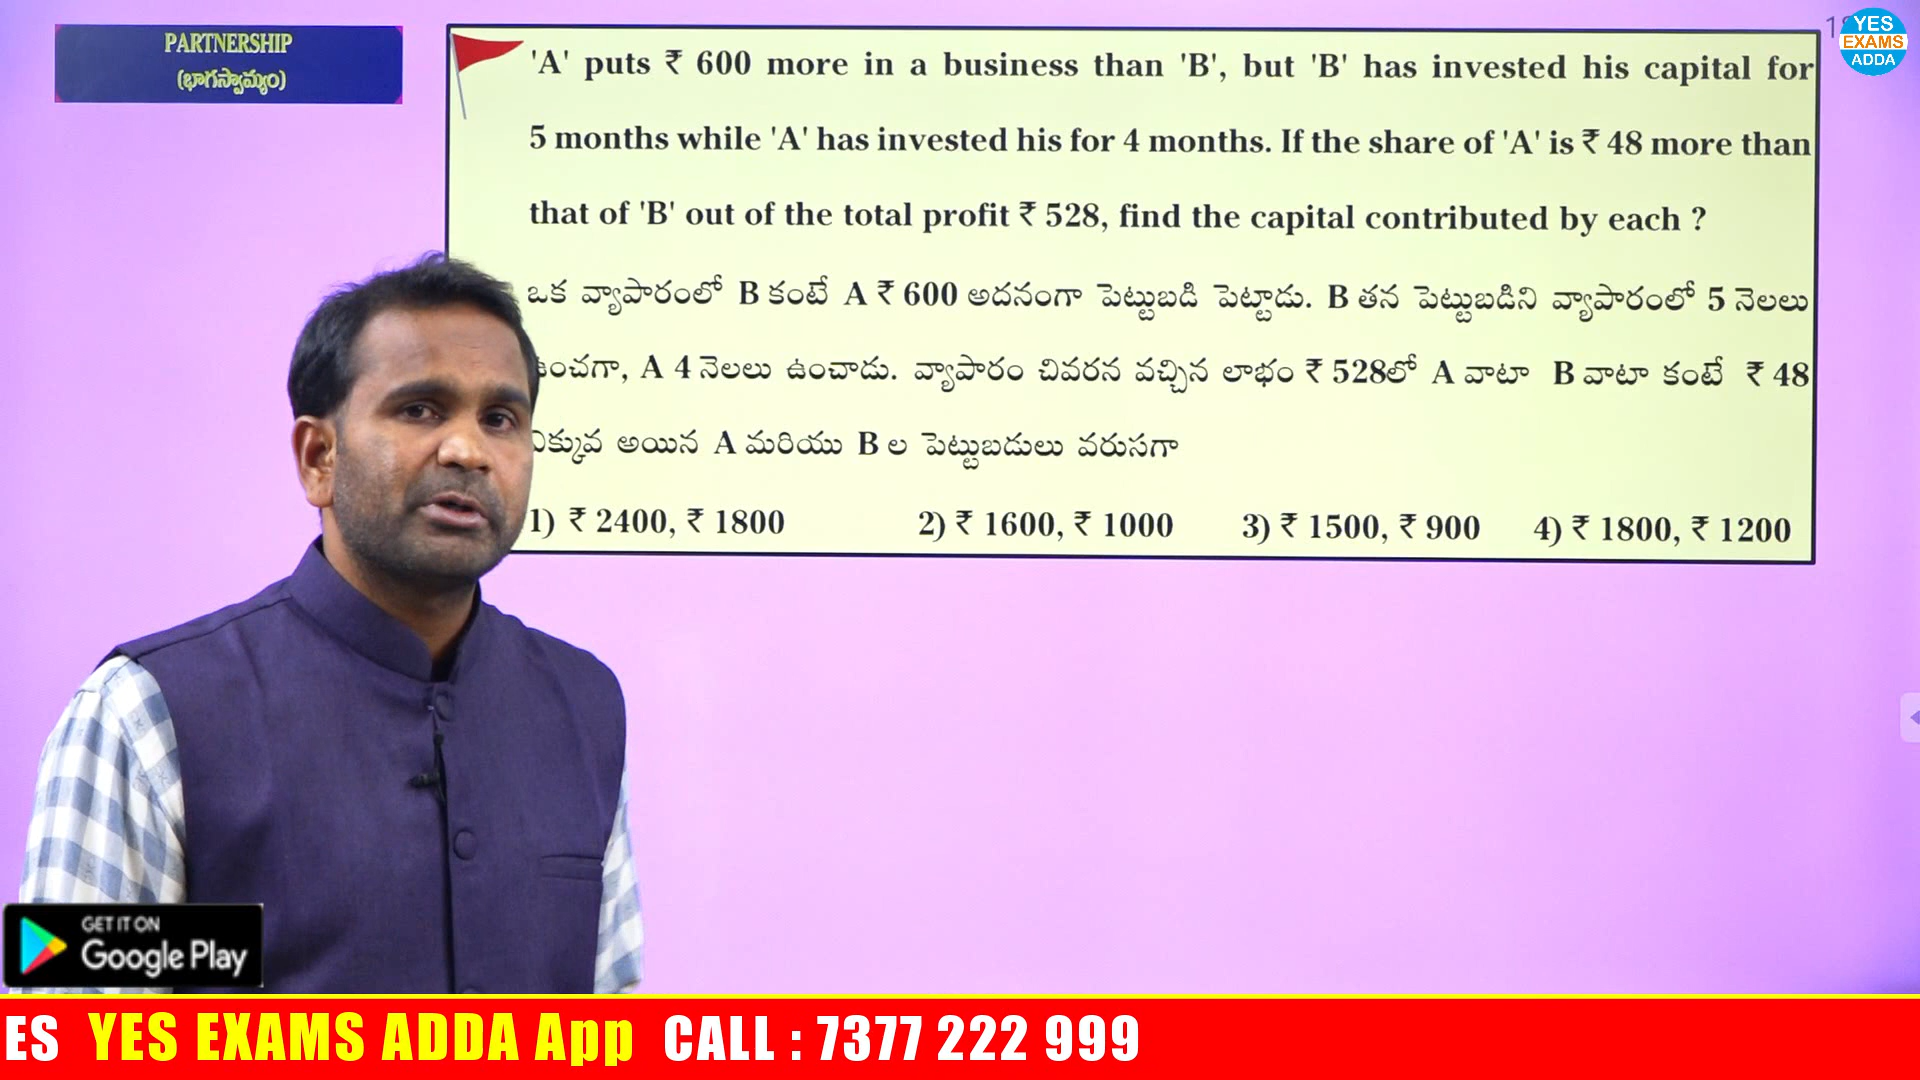 PARTNERSHIP
(భాగస్వామ్యం)
YES
EXAMS
ADDA
'A' puts ₹ 600 more in a business than 'B', but 'B' has invested his capital for
5 months while 'A' has invested his for 4 months. If the share of 'A' is ₹ 48 more than
that of 'B' out of the total profit ₹ 528, find the capital contributed by each ?
ఒక వ్యాపారంలో B కంటే A ₹ 600 అదనంగా పెట్టుబడి పెట్టాడు. B తన పెట్టుబడిని వ్యాపారంలో 5 నెలలు
ఉంచగా, A 4 నెలలు ఉంచాడు. వ్యాపారం చివరన వచ్చిన లాభం ₹ 528లో A వాటా B వాటా కంటే ₹ 48
ఎక్కువ అయిన A మరియు B ల పెట్టుబడులు వరుసగా
1) ₹ 2400, ₹ 1800 2) ₹ 1600, ₹ 1000 3) ₹ 1500, ₹ 900 4) ₹ 1800, ₹ 1200
GET IT ON
Google Play
ES YES EXAMS ADDA App CALL : 7377 222 999